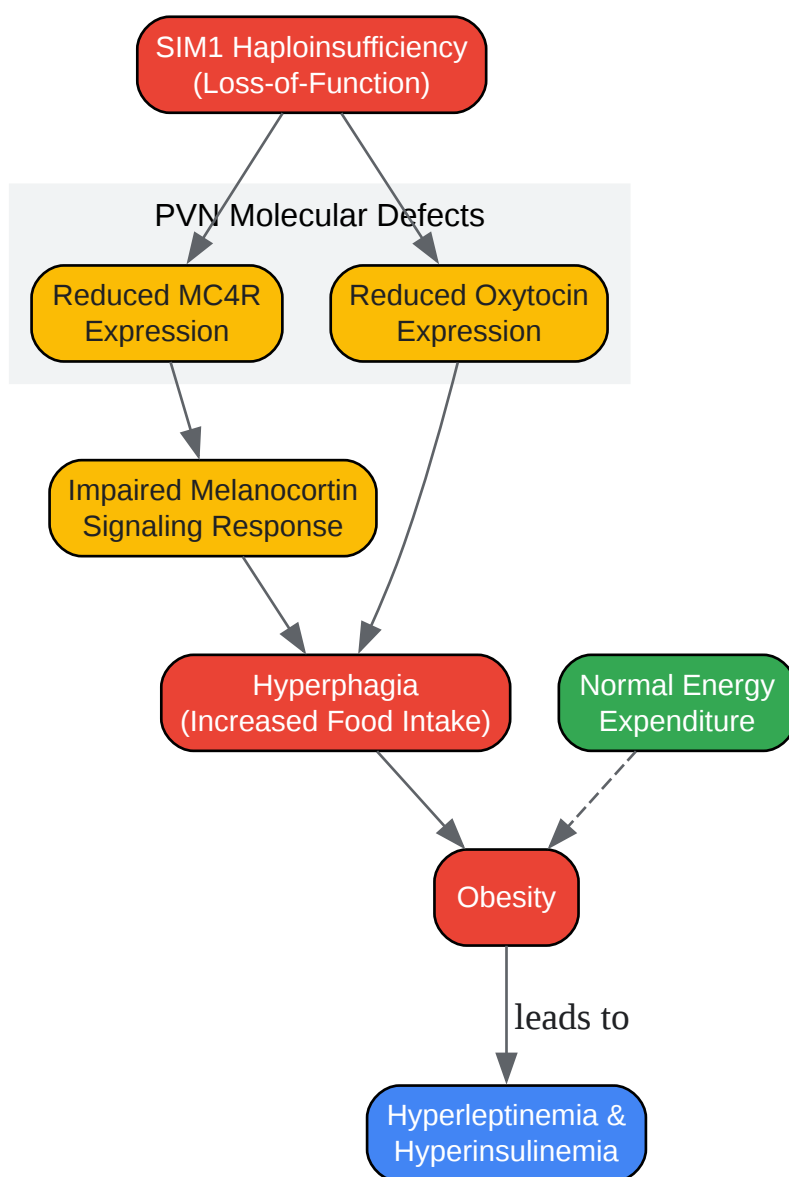 SIM1 Haploinsufficiency
(Loss-of-Function)
PVN Molecular Defects
Reduced MC4R
Expression
Reduced Oxytocin
Expression
Impaired Melanocortin
Signaling Response
Hyperphagia
(Increased Food Intake)
Normal Energy
Expenditure
Obesity
leads to
Hyperleptinemia &
Hyperinsulinemia